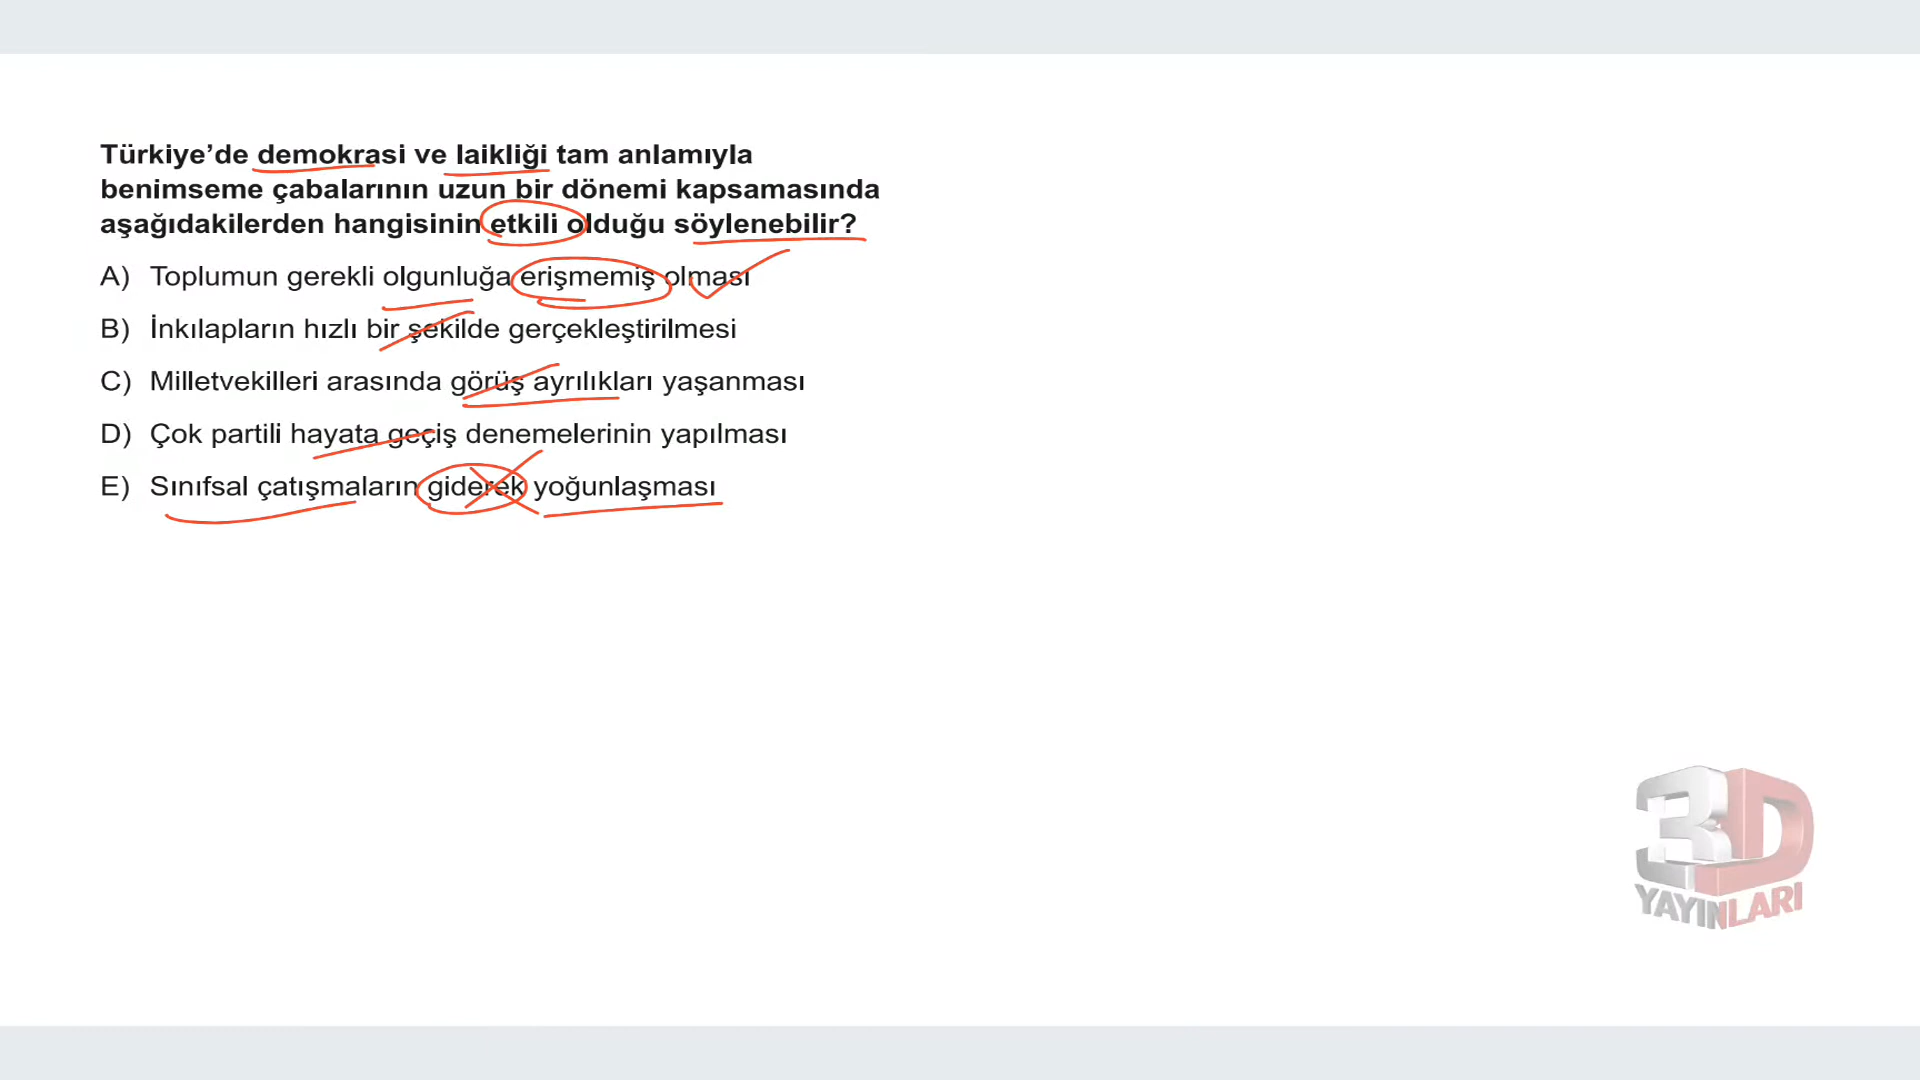 Türkiye’de demokrasi ve laikliği tam anlamıyla
benimseme çabalarının uzun bir dönemi kapsamasında
aşağıdakilerden hangisinin etkili olduğu söylenebilir?
A) Toplumun gerekli olgunluğa erişmemiş olması
B) İnkılapların hızlı bir şekilde gerçekleştirilmesi
C) Milletvekilleri arasında görüş ayrılıkları yaşanması
D) Çok partili hayata geçiş denemelerinin yapılması
E) Sınıfsal çatışmaların giderek yoğunlaşması
3D
YAYINLARI